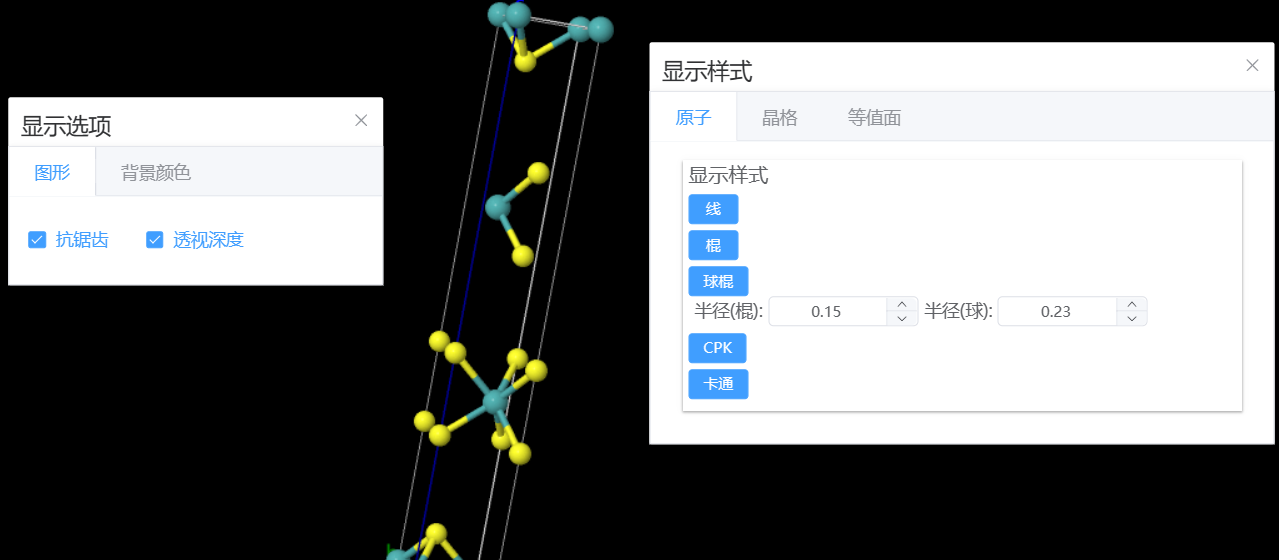 显示选项
图形 背景颜色
抗锯齿 透视深度
显示样式
原子 晶格 等值面
显示样式
线
棍
球棍
半径(棍): 0.15 半径(球): 0.23
CPK
卡通